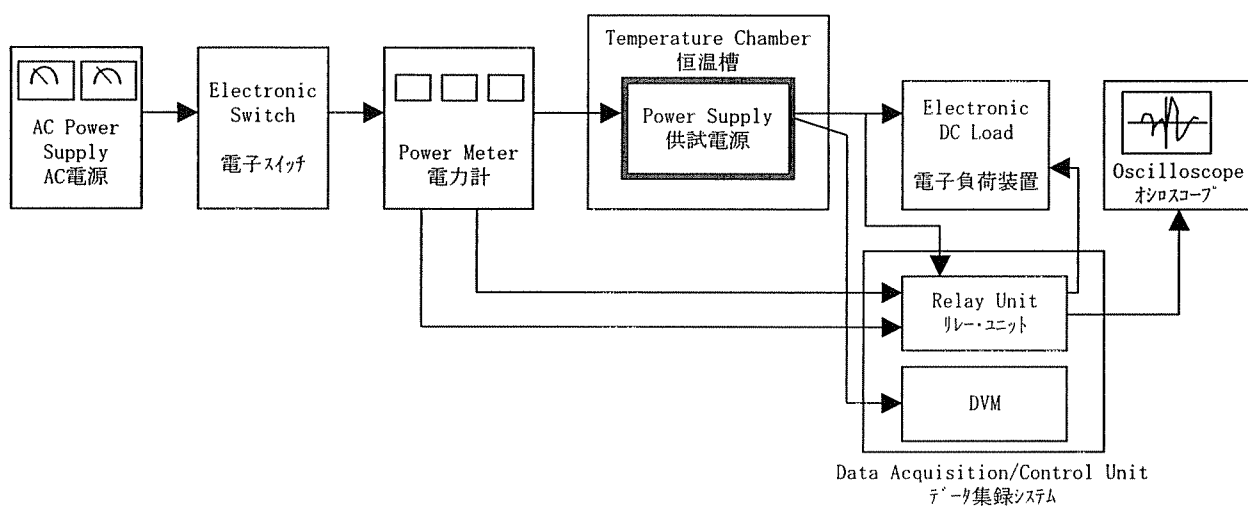 AC Power
Supply
AC電源
Electronic
Switch
電子スイッチ
Power Meter
電力計
Temperature Chamber
恒温槽
Power Supply
供試電源
Electronic
DC Load
電子負荷装置
Oscilloscope
オシロスコープ
Relay Unit
リレー・ユニット
DVM
Data Acquisition/Control Unit
データ集録システム